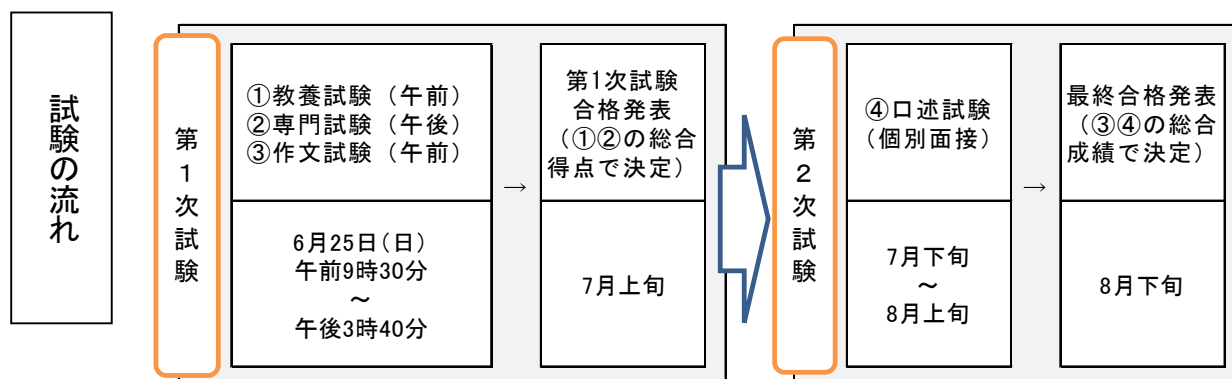 試験の流れ
第1次試験
①教養試験（午前）
②専門試験（午後）
③作文試験（午前）
6月25日(日)
午前9時30分
～
午後3時40分
→
第1次試験
合格発表
（①②の総合
得点で決定）
7月上旬
第2次試験
④口述試験
（個別面接）
7月下旬
～
8月上旬
→
最終合格発表
（③④の総合
成績で決定）
8月下旬